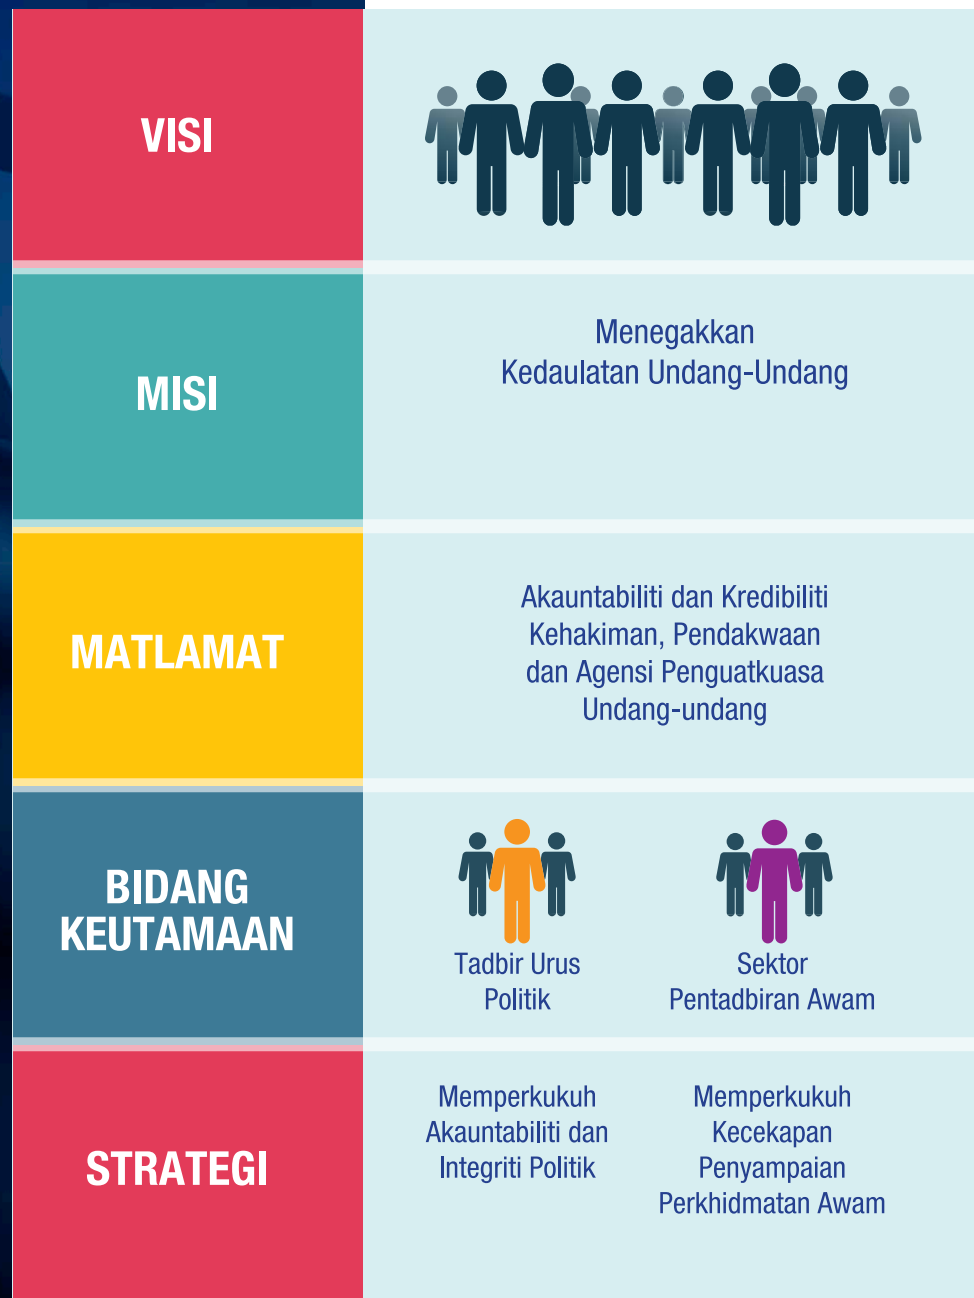 VISI
MISI
Menegakkan
Kedaulatan Undang-Undang
MATLAMAT
Akauntabiliti dan Kredibiliti
Kehakiman, Pendakwaan
dan Agensi Penguatkuasa
Undang-undang
BIDANG
KEUTAMAAN
Tadbir Urus
Politik
Sektor
Pentadbiran Awam
STRATEGI
Memperkukuh
Akauntabiliti dan
Integriti Politik
Memperkukuh
Kecekapan
Penyampaian
Perkhidmatan Awam